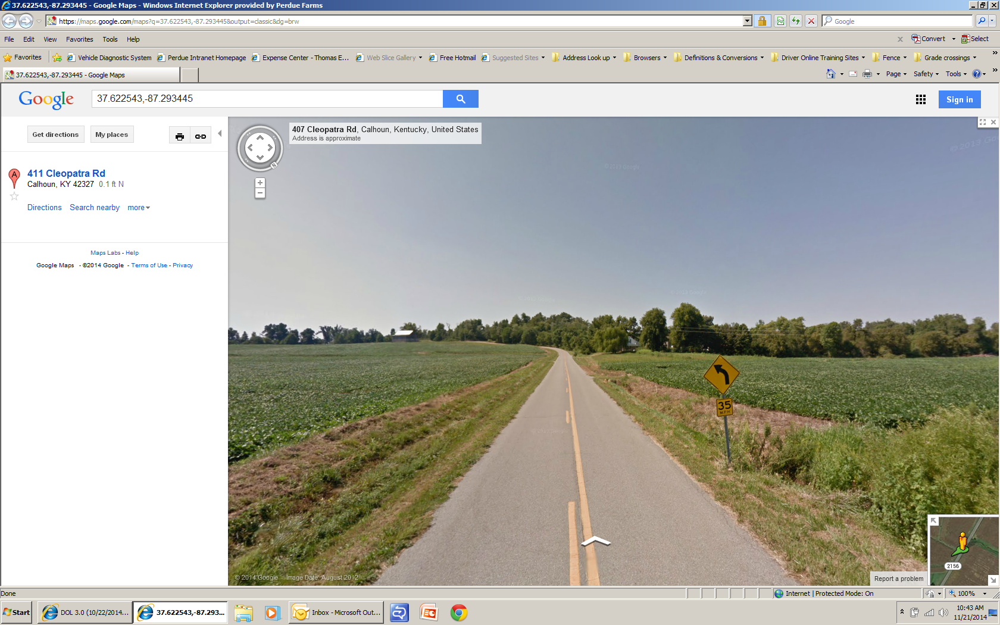 37.622543,-87.293445 - Google Maps - Windows Internet Explorer provided by Perdue Farms
https://maps.google.com/maps?q=37.622543,-87.293445&output=classic&dg=brw
Google
File Edit View Favorites Tools Help
Convert Select
Favorites Vehicle Diagnostic System Perdue Intranet Homepage Expense Center - Thomas E... Web Slice Gallery Free Hotmail Suggested Sites Address Look up Browsers Definitions & Conversions Driver Online Training Sites Fence Grade crossings
37.622543,-87.293445 - Google Maps
Page Safety Tools
Google
37.622543,-87.293445
Sign in
Get directions My places
407 Cleopatra Rd, Calhoun, Kentucky, United States
Address is approximate
N
A
411 Cleopatra Rd
Calhoun, KY 42327 0.1 ft N
Directions Search nearby more
Maps Labs - Help
Google Maps - ©2014 Google - Terms of Use - Privacy
© 2013 Google
35
M.P.H
2156
© 2014 Google Image Date: August 2012
Report a problem
Done
Internet | Protected Mode: On
100%
Start
DOL 3.0 (10/22/2014...
37.622543,-87.293...
Inbox - Microsoft Out...
10:43 AM
11/21/2014